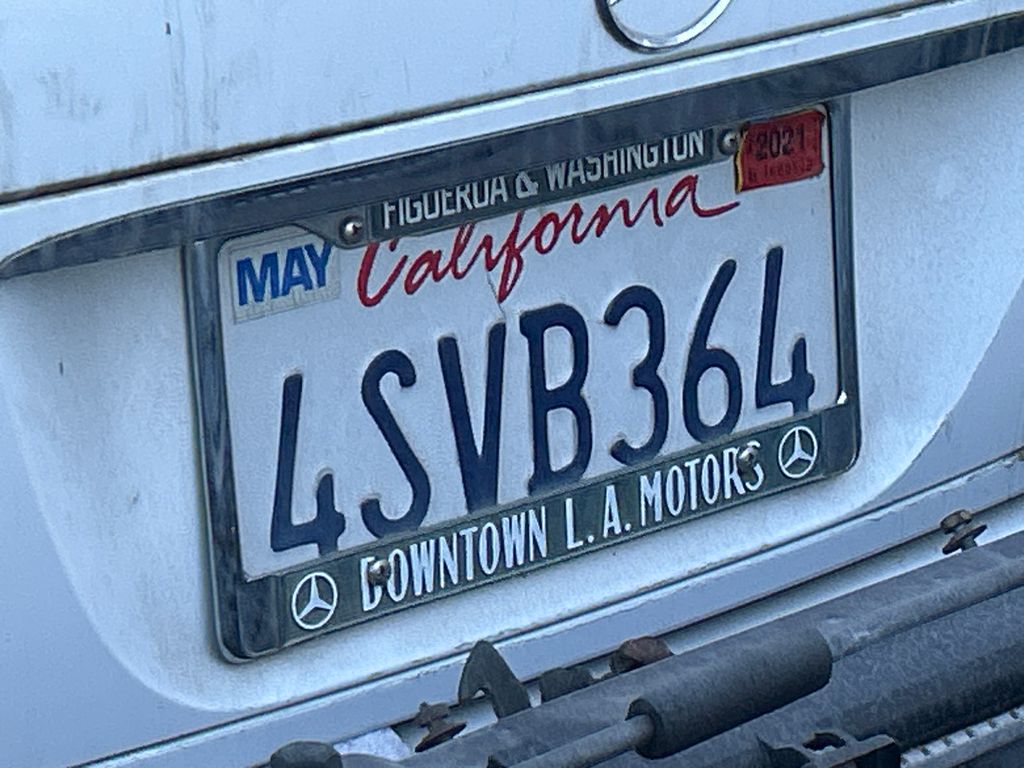 FIGUEROA & WASHINGTON
2021
MAY
California
4SVB364
DOWNTOWN L.A. MOTORS